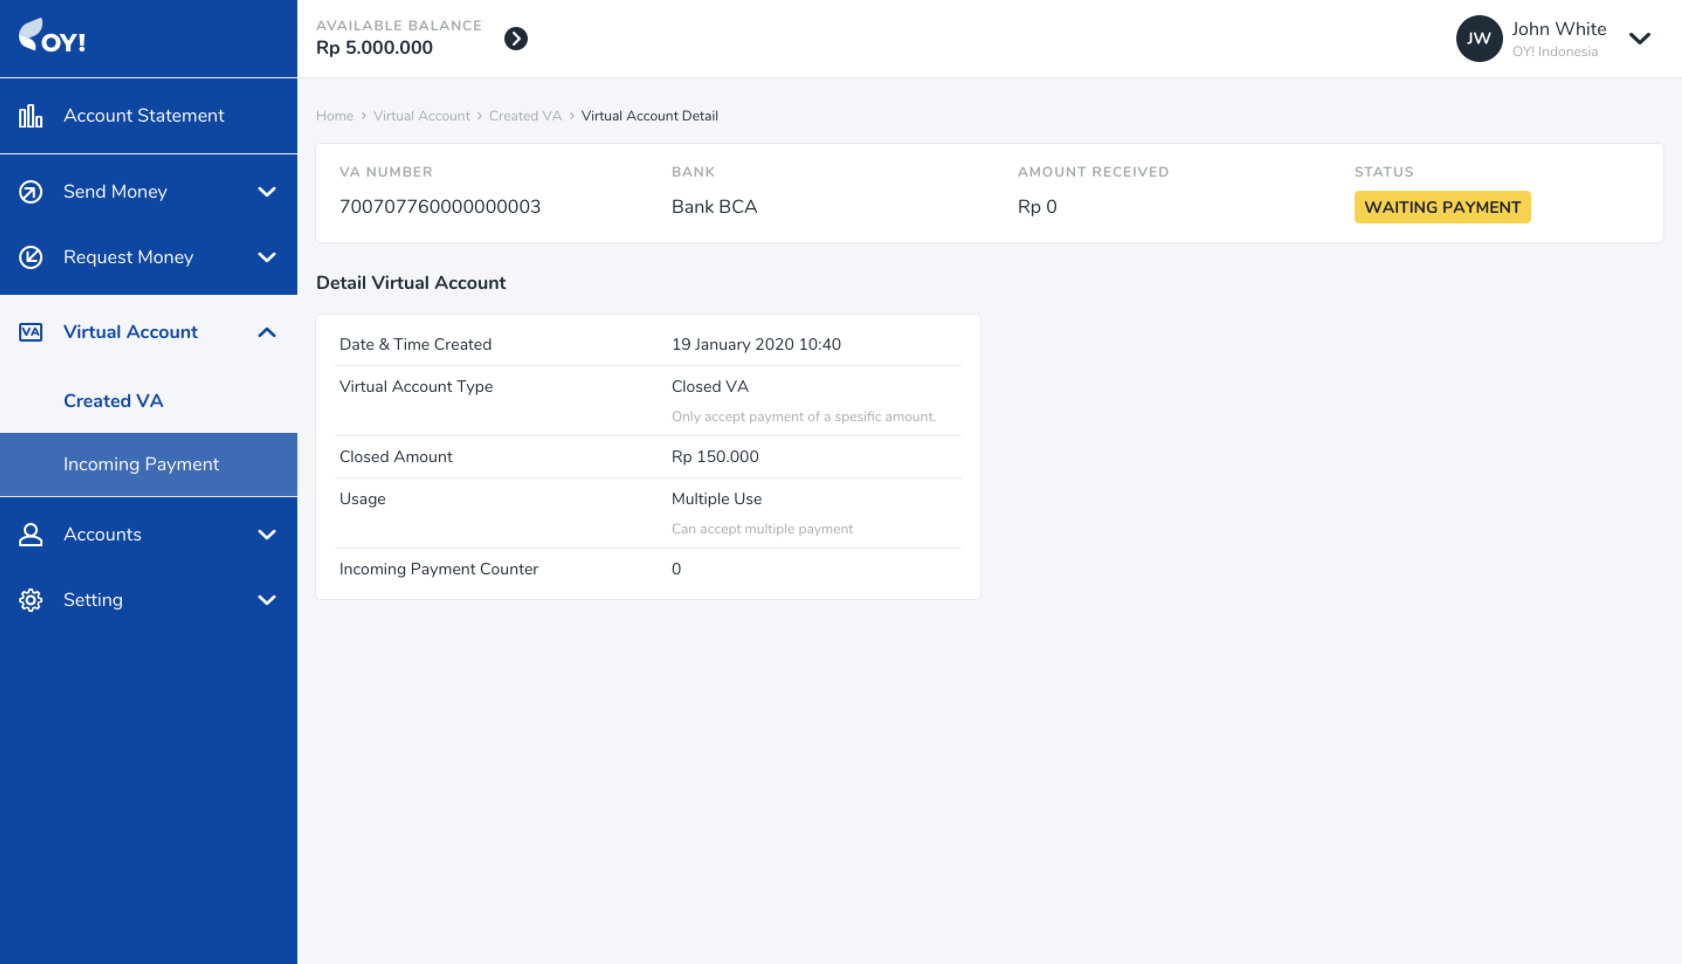 OY!
AVAILABLE BALANCE
Rp 5.000.000
JW
John White
OY! Indonesia
Account Statement
Send Money
Request Money
VA
Virtual Account
Created VA
Incoming Payment
Accounts
Setting
Home > Virtual Account > Created VA > Virtual Account Detail
VA NUMBER
700707760000000003
BANK
Bank BCA
AMOUNT RECEIVED
Rp 0
STATUS
WAITING PAYMENT
Detail Virtual Account
Date & Time Created 19 January 2020 10:40
Virtual Account Type Closed VA
Only accept payment of a spesific amount.
Closed Amount Rp 150.000
Usage Multiple Use
Can accept multiple payment
Incoming Payment Counter 0